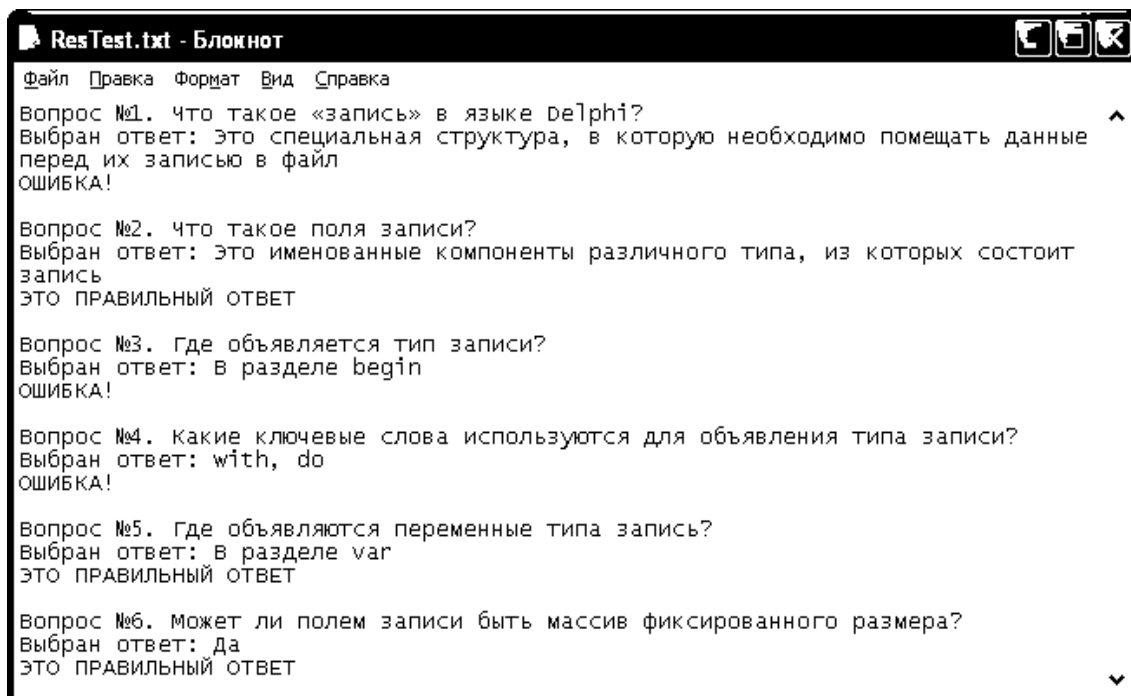 ResTest.txt - Блокнот
Файл Правка Формат Вид Справка
Вопрос №1. Что такое «запись» в языке Delphi?
Выбран ответ: Это специальная структура, в которую необходимо помещать данные
перед их записью в файл
ОШИБКА!
Вопрос №2. Что такое поля записи?
Выбран ответ: Это именованные компоненты различного типа, из которых состоит
запись
ЭТО ПРАВИЛЬНЫЙ ОТВЕТ
Вопрос №3. Где объявляется тип записи?
Выбран ответ: В разделе begin
ОШИБКА!
Вопрос №4. Какие ключевые слова используются для объявления типа записи?
Выбран ответ: with, do
ОШИБКА!
Вопрос №5. Где объявляются переменные типа запись?
Выбран ответ: В разделе var
ЭТО ПРАВИЛЬНЫЙ ОТВЕТ
Вопрос №6. Может ли полем записи быть массив фиксированного размера?
Выбран ответ: Да
ЭТО ПРАВИЛЬНЫЙ ОТВЕТ